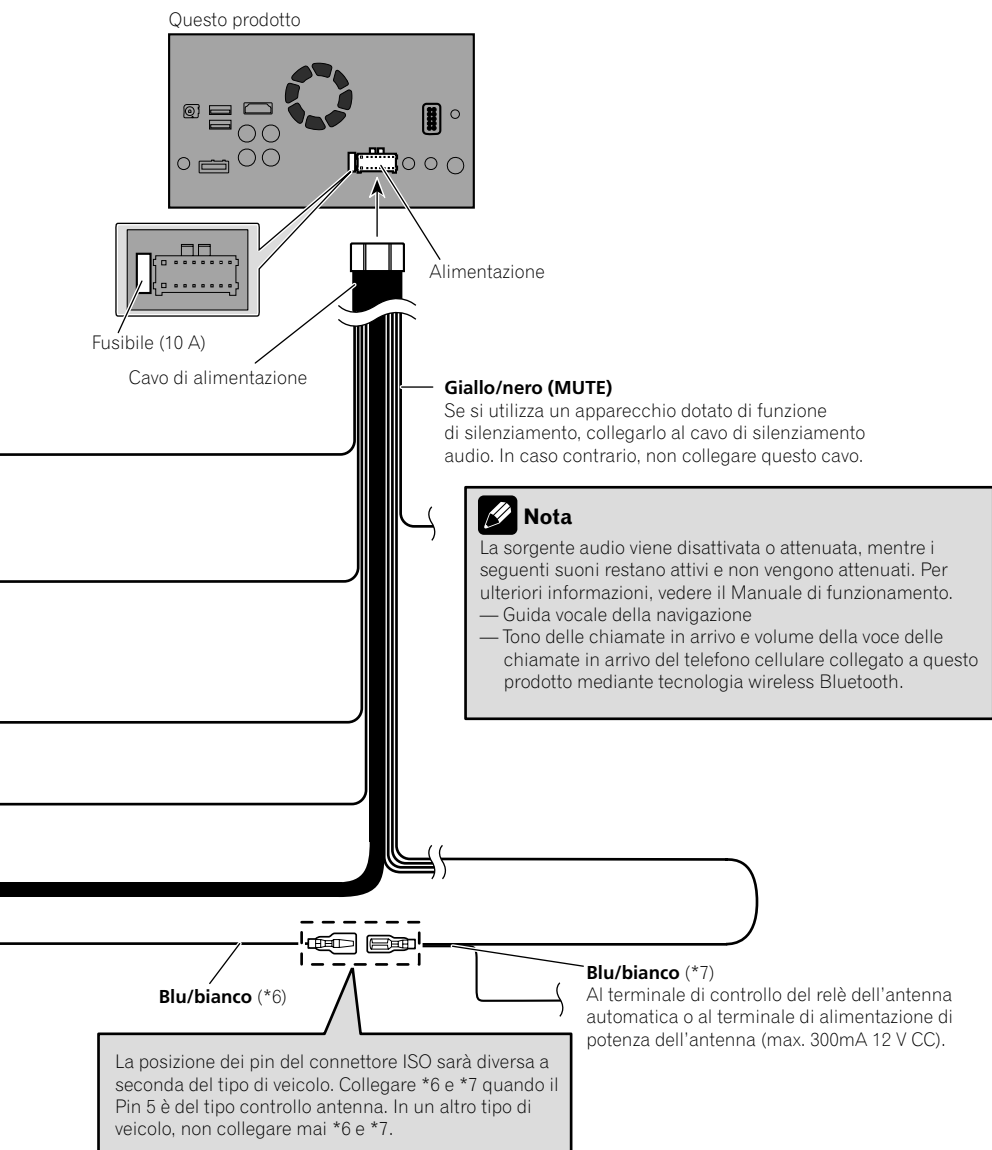 Questo prodotto
Alimentazione
Fusibile (10 A)
Cavo di alimentazione
Giallo/nero (MUTE)
Se si utilizza un apparecchio dotato di funzione
di silenziamento, collegarlo al cavo di silenziamento
audio. In caso contrario, non collegare questo cavo.
Nota
La sorgente audio viene disattivata o attenuata, mentre i
seguenti suoni restano attivi e non vengono attenuati. Per
ulteriori informazioni, vedere il Manuale di funzionamento.
— Guida vocale della navigazione
— Tono delle chiamate in arrivo e volume della voce delle
chiamate in arrivo del telefono cellulare collegato a questo
prodotto mediante tecnologia wireless Bluetooth.
Blu/bianco (*6)
Blu/bianco (*7)
Al terminale di controllo del relè dell'antenna
automatica o al terminale di alimentazione di
potenza dell'antenna (max. 300mA 12 V CC).
La posizione dei pin del connettore ISO sarà diversa a
seconda del tipo di veicolo. Collegare *6 e *7 quando il
Pin 5 è del tipo controllo antenna. In un altro tipo di
veicolo, non collegare mai *6 e *7.